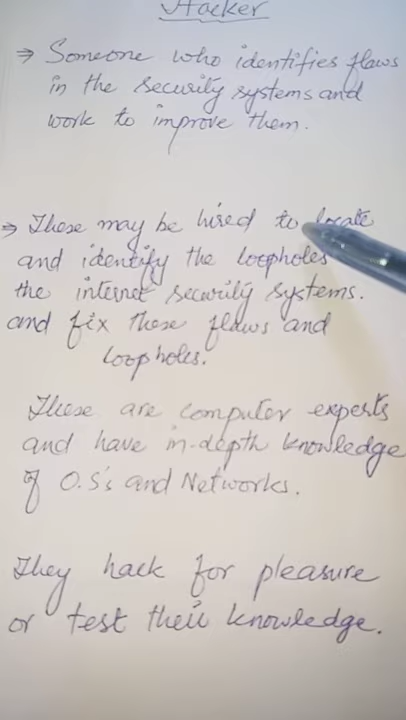 Hacker
⇒ Someone who identifies flaws
in the security systems and
work to improve them.
⇒ These may be hired to locate
and identify the loopholes
the internet security systems.
and fix these flaws and
loopholes.
These are computer experts
and have in-depth knowledge
of O.S's and Networks.
They hack for pleasure
or test their knowledge.